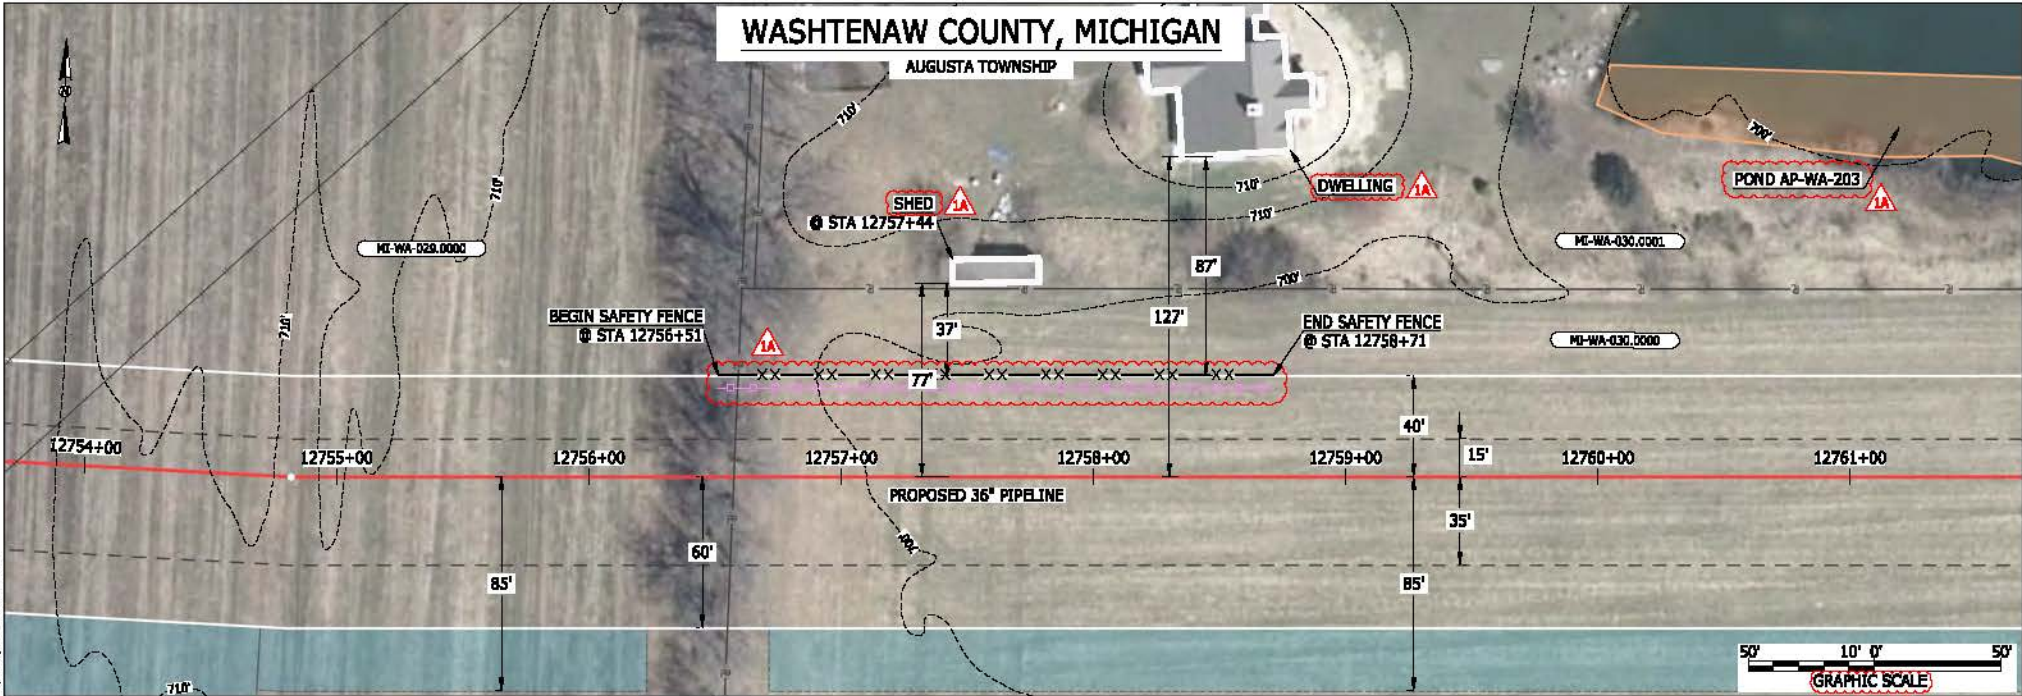 WASHTENAW COUNTY, MICHIGAN
AUGUSTA TOWNSHIP
N
710'
710'
710'
710'
710'
700'
700'
SHED
1A
@ STA 12757+44
DWELLING
1A
POND AP-WA-203
1A
MI-WA-029.0000
MI-WA-030.0001
MI-WA-030.0000
BEGIN SAFETY FENCE
@ STA 12756+51
1A
37'
77'
127'
87'
END SAFETY FENCE
@ STA 12758+71
40'
15'
12754+00
12755+00
12756+00
12757+00
12758+00
12759+00
12760+00
12761+00
PROPOSED 36" PIPELINE
85'
60'
700'
35'
85'
710'
50'
10'
0'
50'
GRAPHIC SCALE